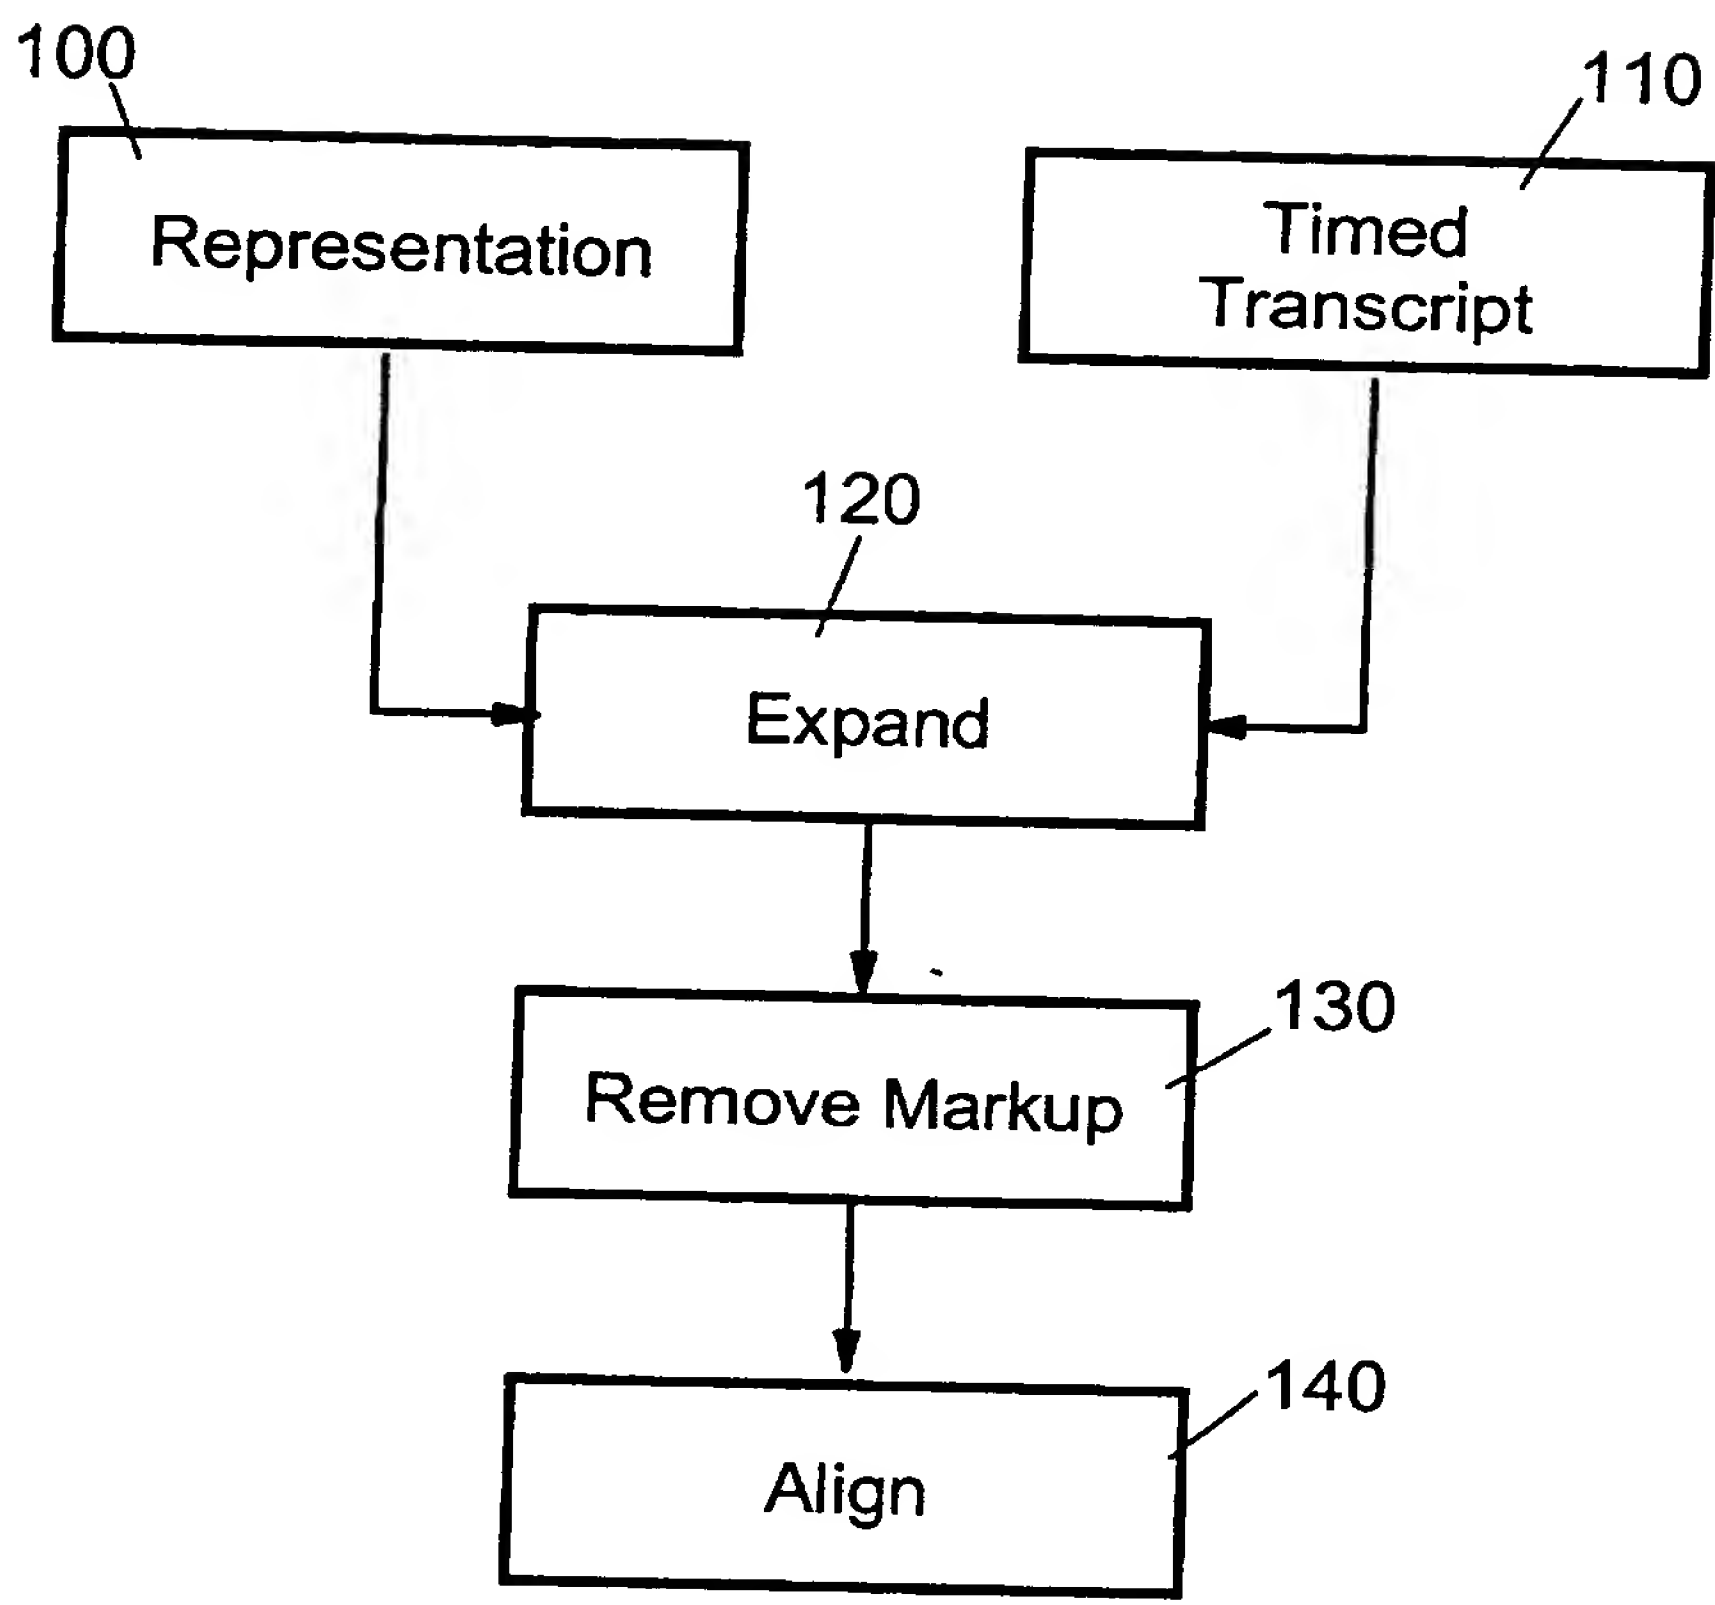 100
110
Representation
Timed
Transcript
120
Expand
130
Remove Markup
140
Align